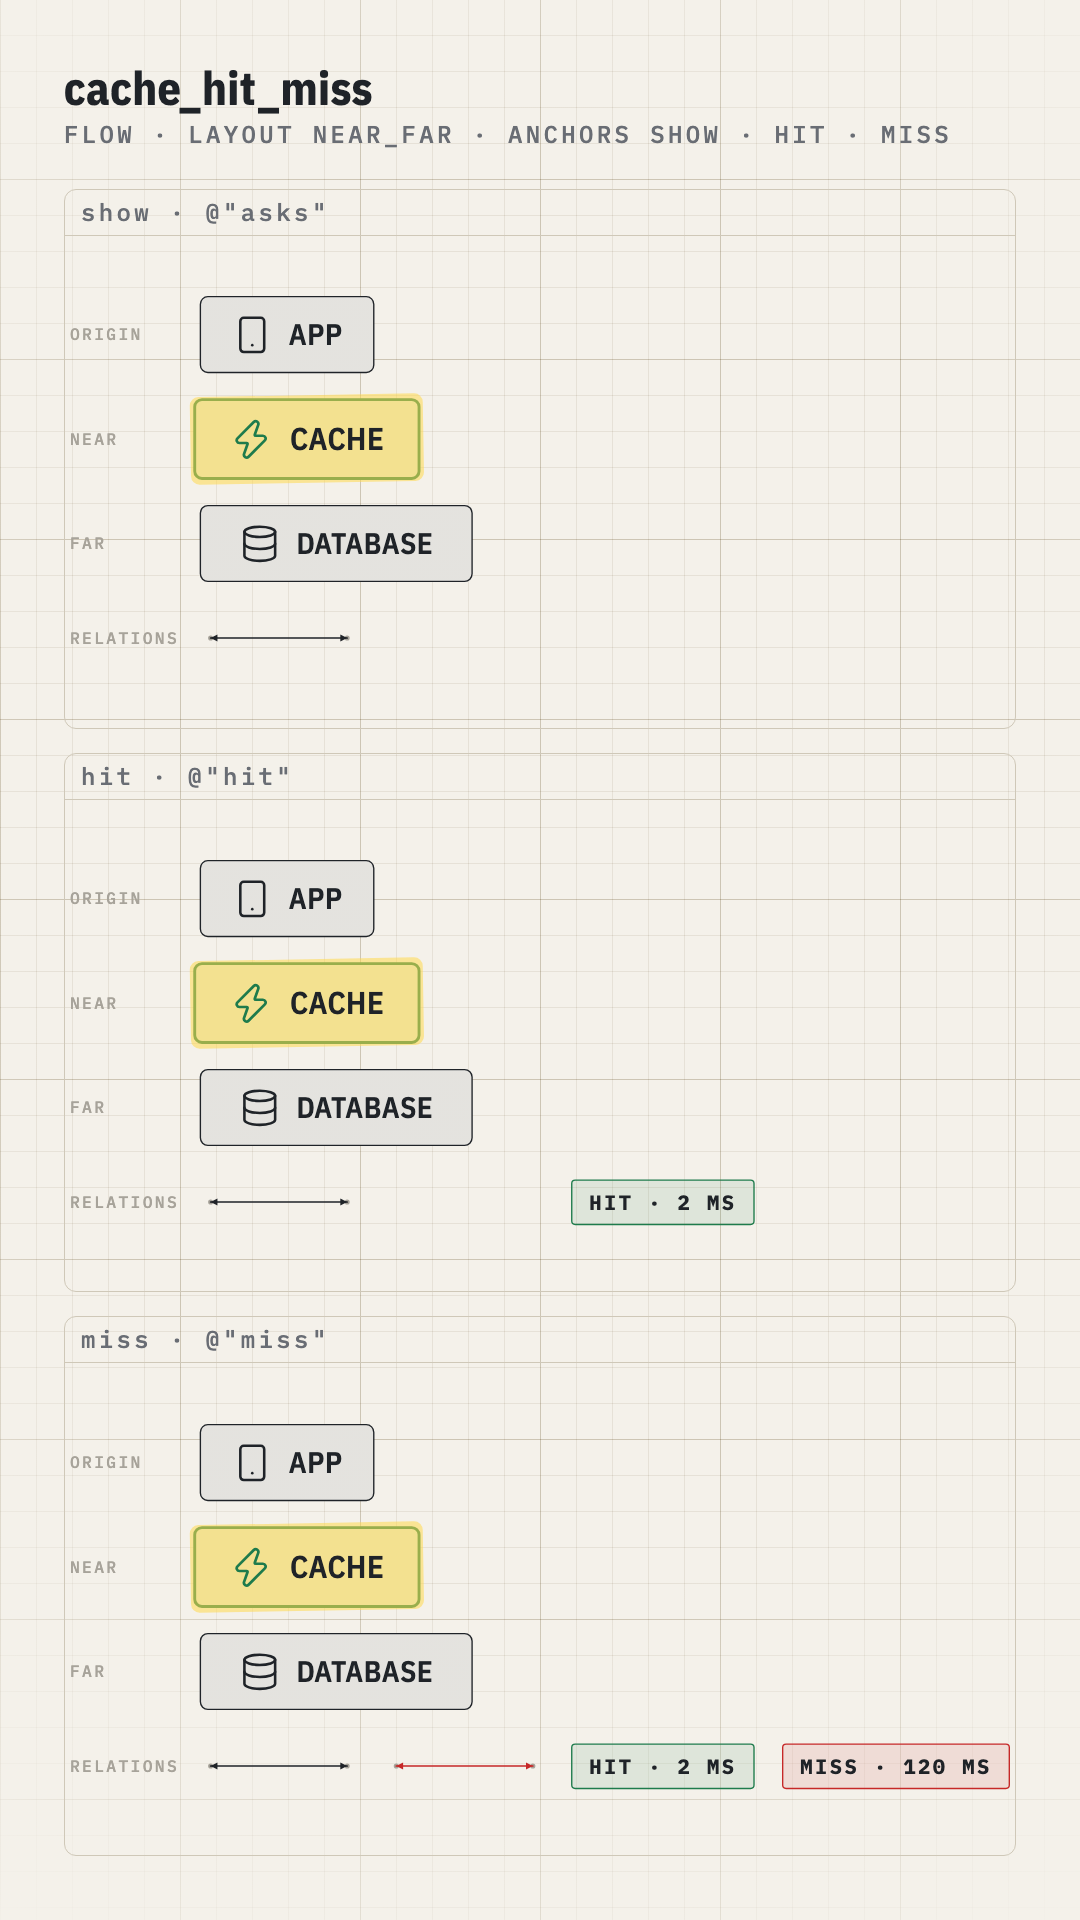 cache_hit_miss
FLOW · LAYOUT NEAR_FAR · ANCHORS SHOW · HIT · MISS
show · @"asks"
ORIGIN APP
NEAR CACHE
FAR DATABASE
RELATIONS
hit · @"hit"
ORIGIN APP
NEAR CACHE
FAR DATABASE
RELATIONS HIT · 2 MS
miss · @"miss"
ORIGIN APP
NEAR CACHE
FAR DATABASE
RELATIONS HIT · 2 MS MISS · 120 MS